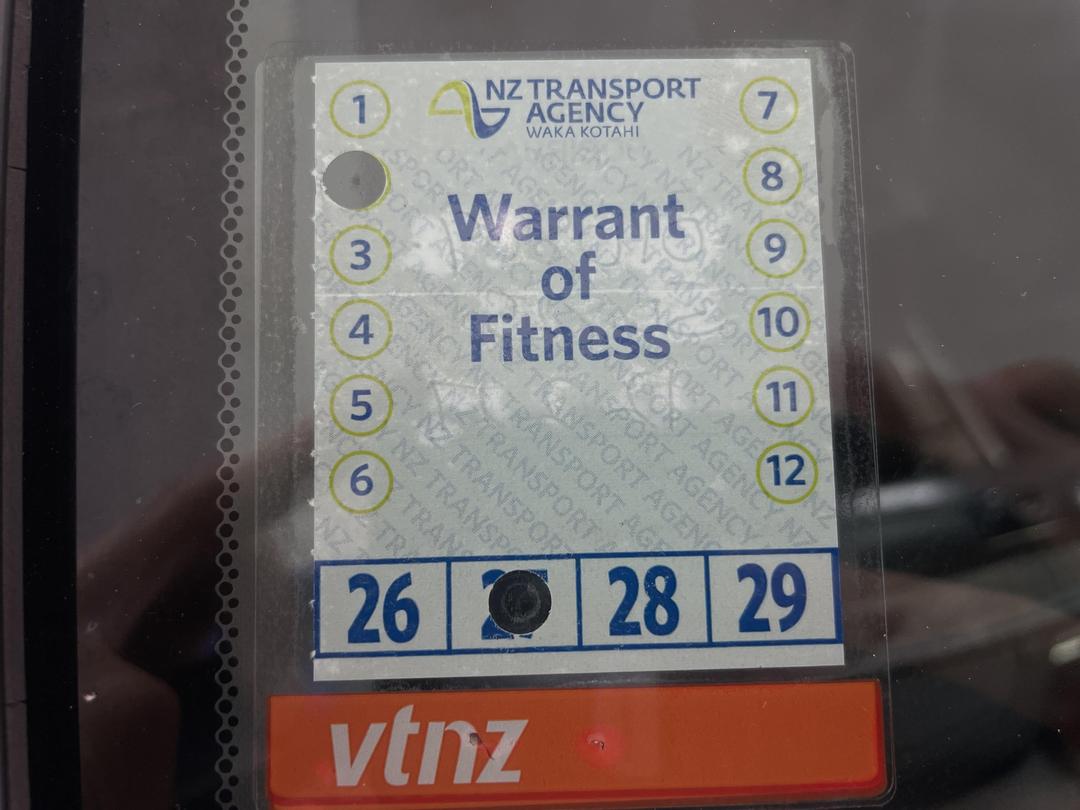 NZ TRANSPORT
AGENCY
WAKA KOTAHI
1
7
8
3
9
4
10
5
11
6
12
Warrant
of
Fitness
26
28
29
vtnz